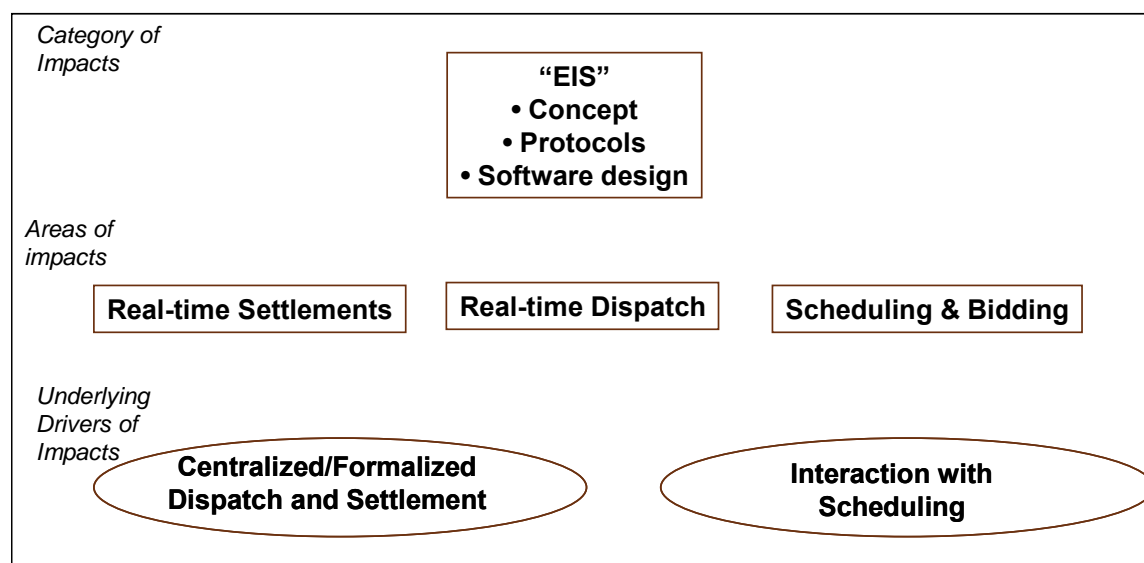 Category of
Impacts
“EIS”
• Concept
• Protocols
• Software design
Areas of
impacts
Real-time Settlements
Real-time Dispatch
Scheduling & Bidding
Underlying
Drivers of
Impacts
Centralized/Formalized
Dispatch and Settlement
Interaction with
Scheduling